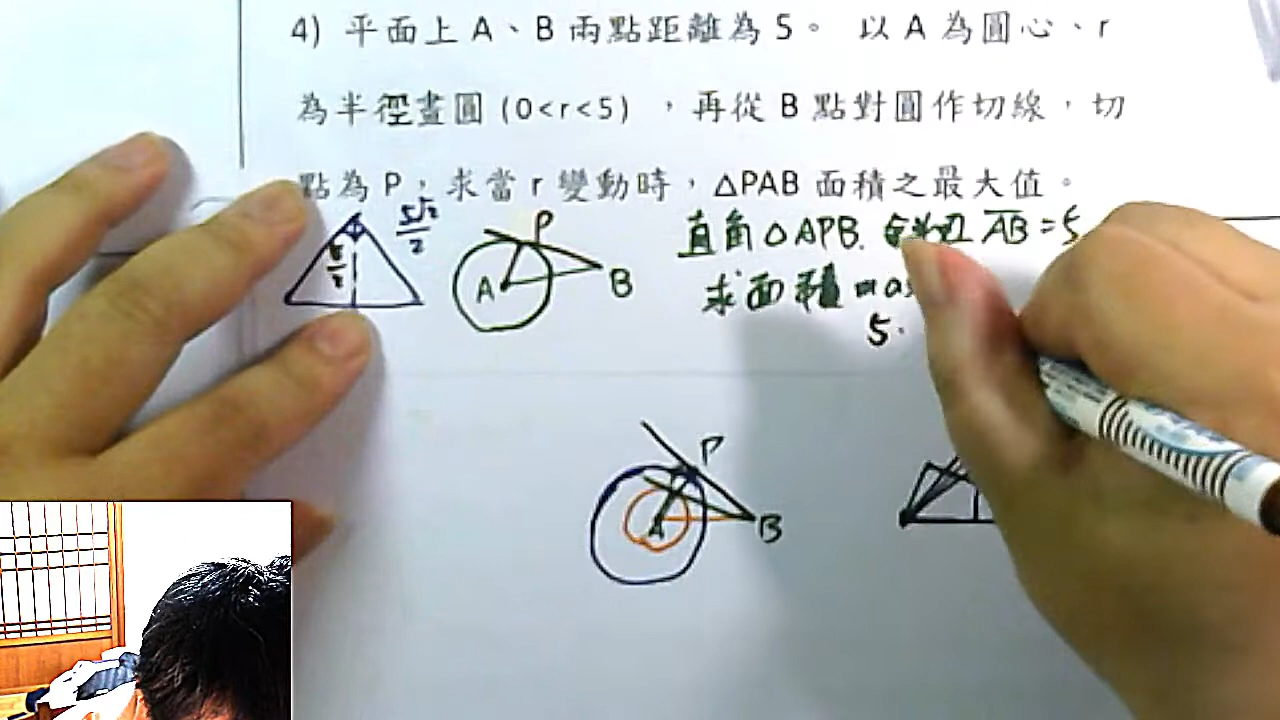 4) 平面上 A、B 兩點距離為 5。 以 A 為圓心、r
為半徑畫圓 (0<r<5) ,再從 B 點對圓作切線,切
點為 P,求當 r 變動時,△PAB 面積之最大值。
5/2
5√2/2
A
P
B
直角△APB. 斜邊 AB = 5
求面積 ma
5.
A
P
B